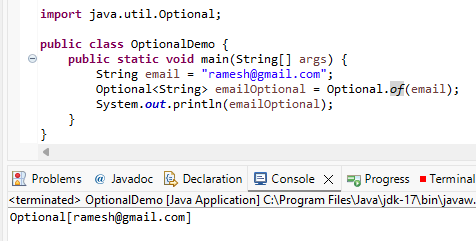 import java.util.Optional;
public class OptionalDemo {
public static void main(String[] args) {
String email = "ramesh@gmail.com";
Optional<String> emailOptional = Optional.of(email);
System.out.println(emailOptional);
}
}
Problems @ Javadoc Declaration Console Progress Terminal
<terminated> OptionalDemo [Java Application] C:\Program Files\Java\jdk-17\bin\javaw.
Optional[ramesh@gmail.com]